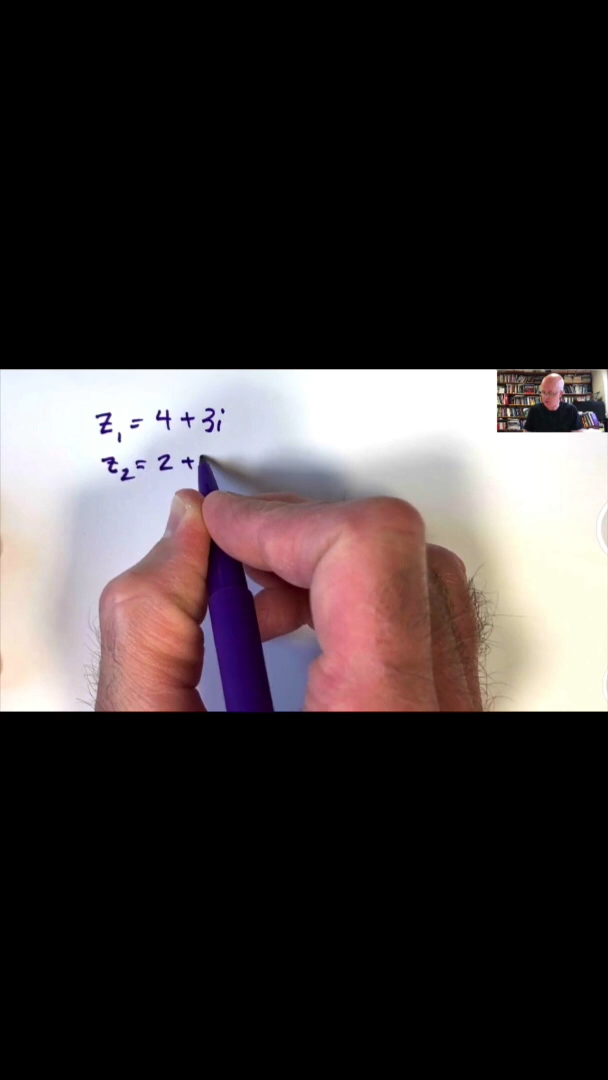 z₁ = 4 + 3i
z₂ = 2 +